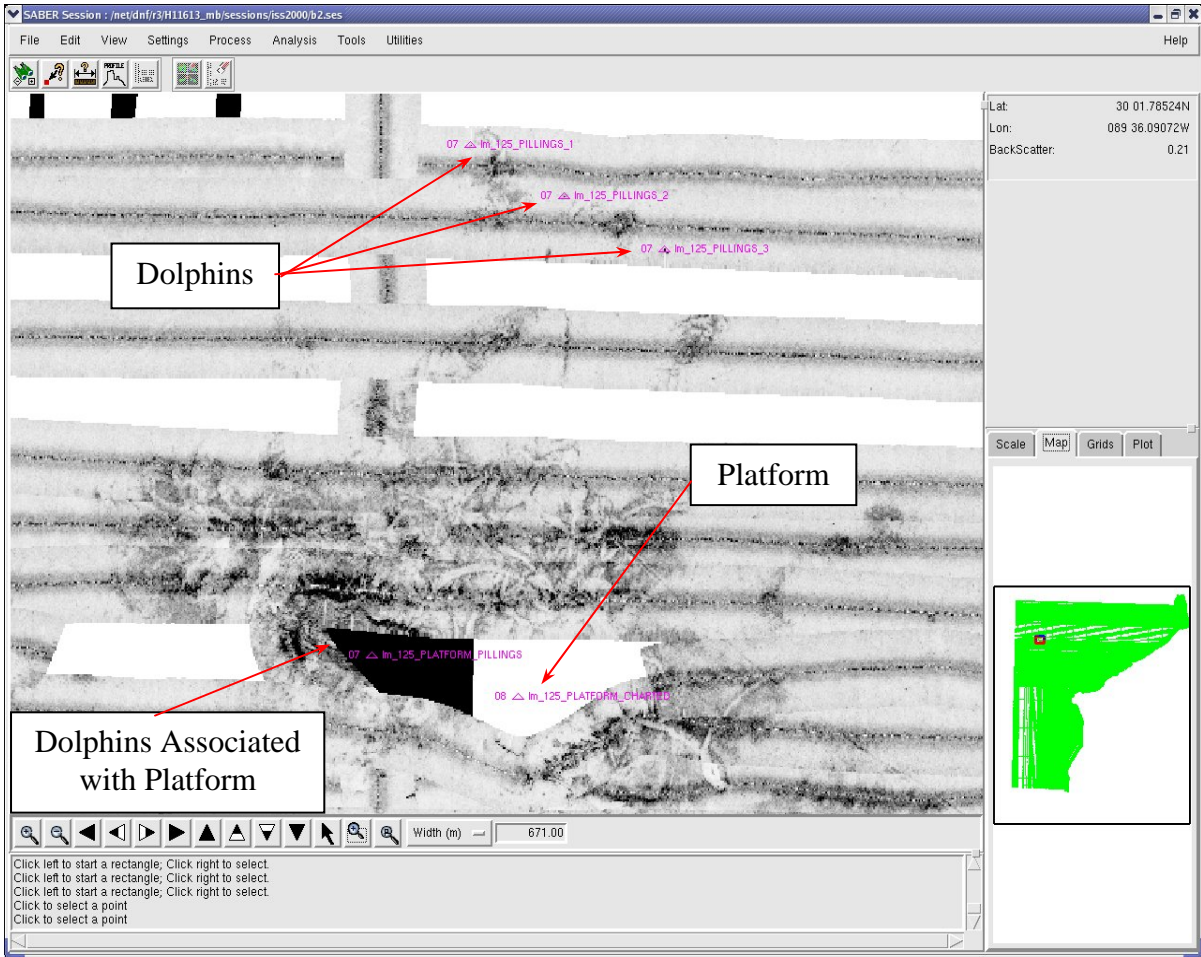 SABER Session : /net/dnf/r3/H11613_mb/sessions/iss2000/b2.ses
File Edit View Settings Process Analysis Tools Utilities Help
PROFILE
Lat: 30 01.78524N
Lon: 089 36.09072W
BackScatter: 0.21
07 lm_125_PILLINGS_1
07 lm_125_PILLINGS_2
07 lm_125_PILLINGS_3
Dolphins
Scale Map Grids Plot
Platform
07 lm_125_PLATFORM_PILLINGS
08 lm_125_PLATFORM_CHARTED
Dolphins Associated
with Platform
Width (m) 671.00
Click left to start a rectangle; Click right to select.
Click left to start a rectangle; Click right to select.
Click left to start a rectangle; Click right to select.
Click to select a point
Click to select a point